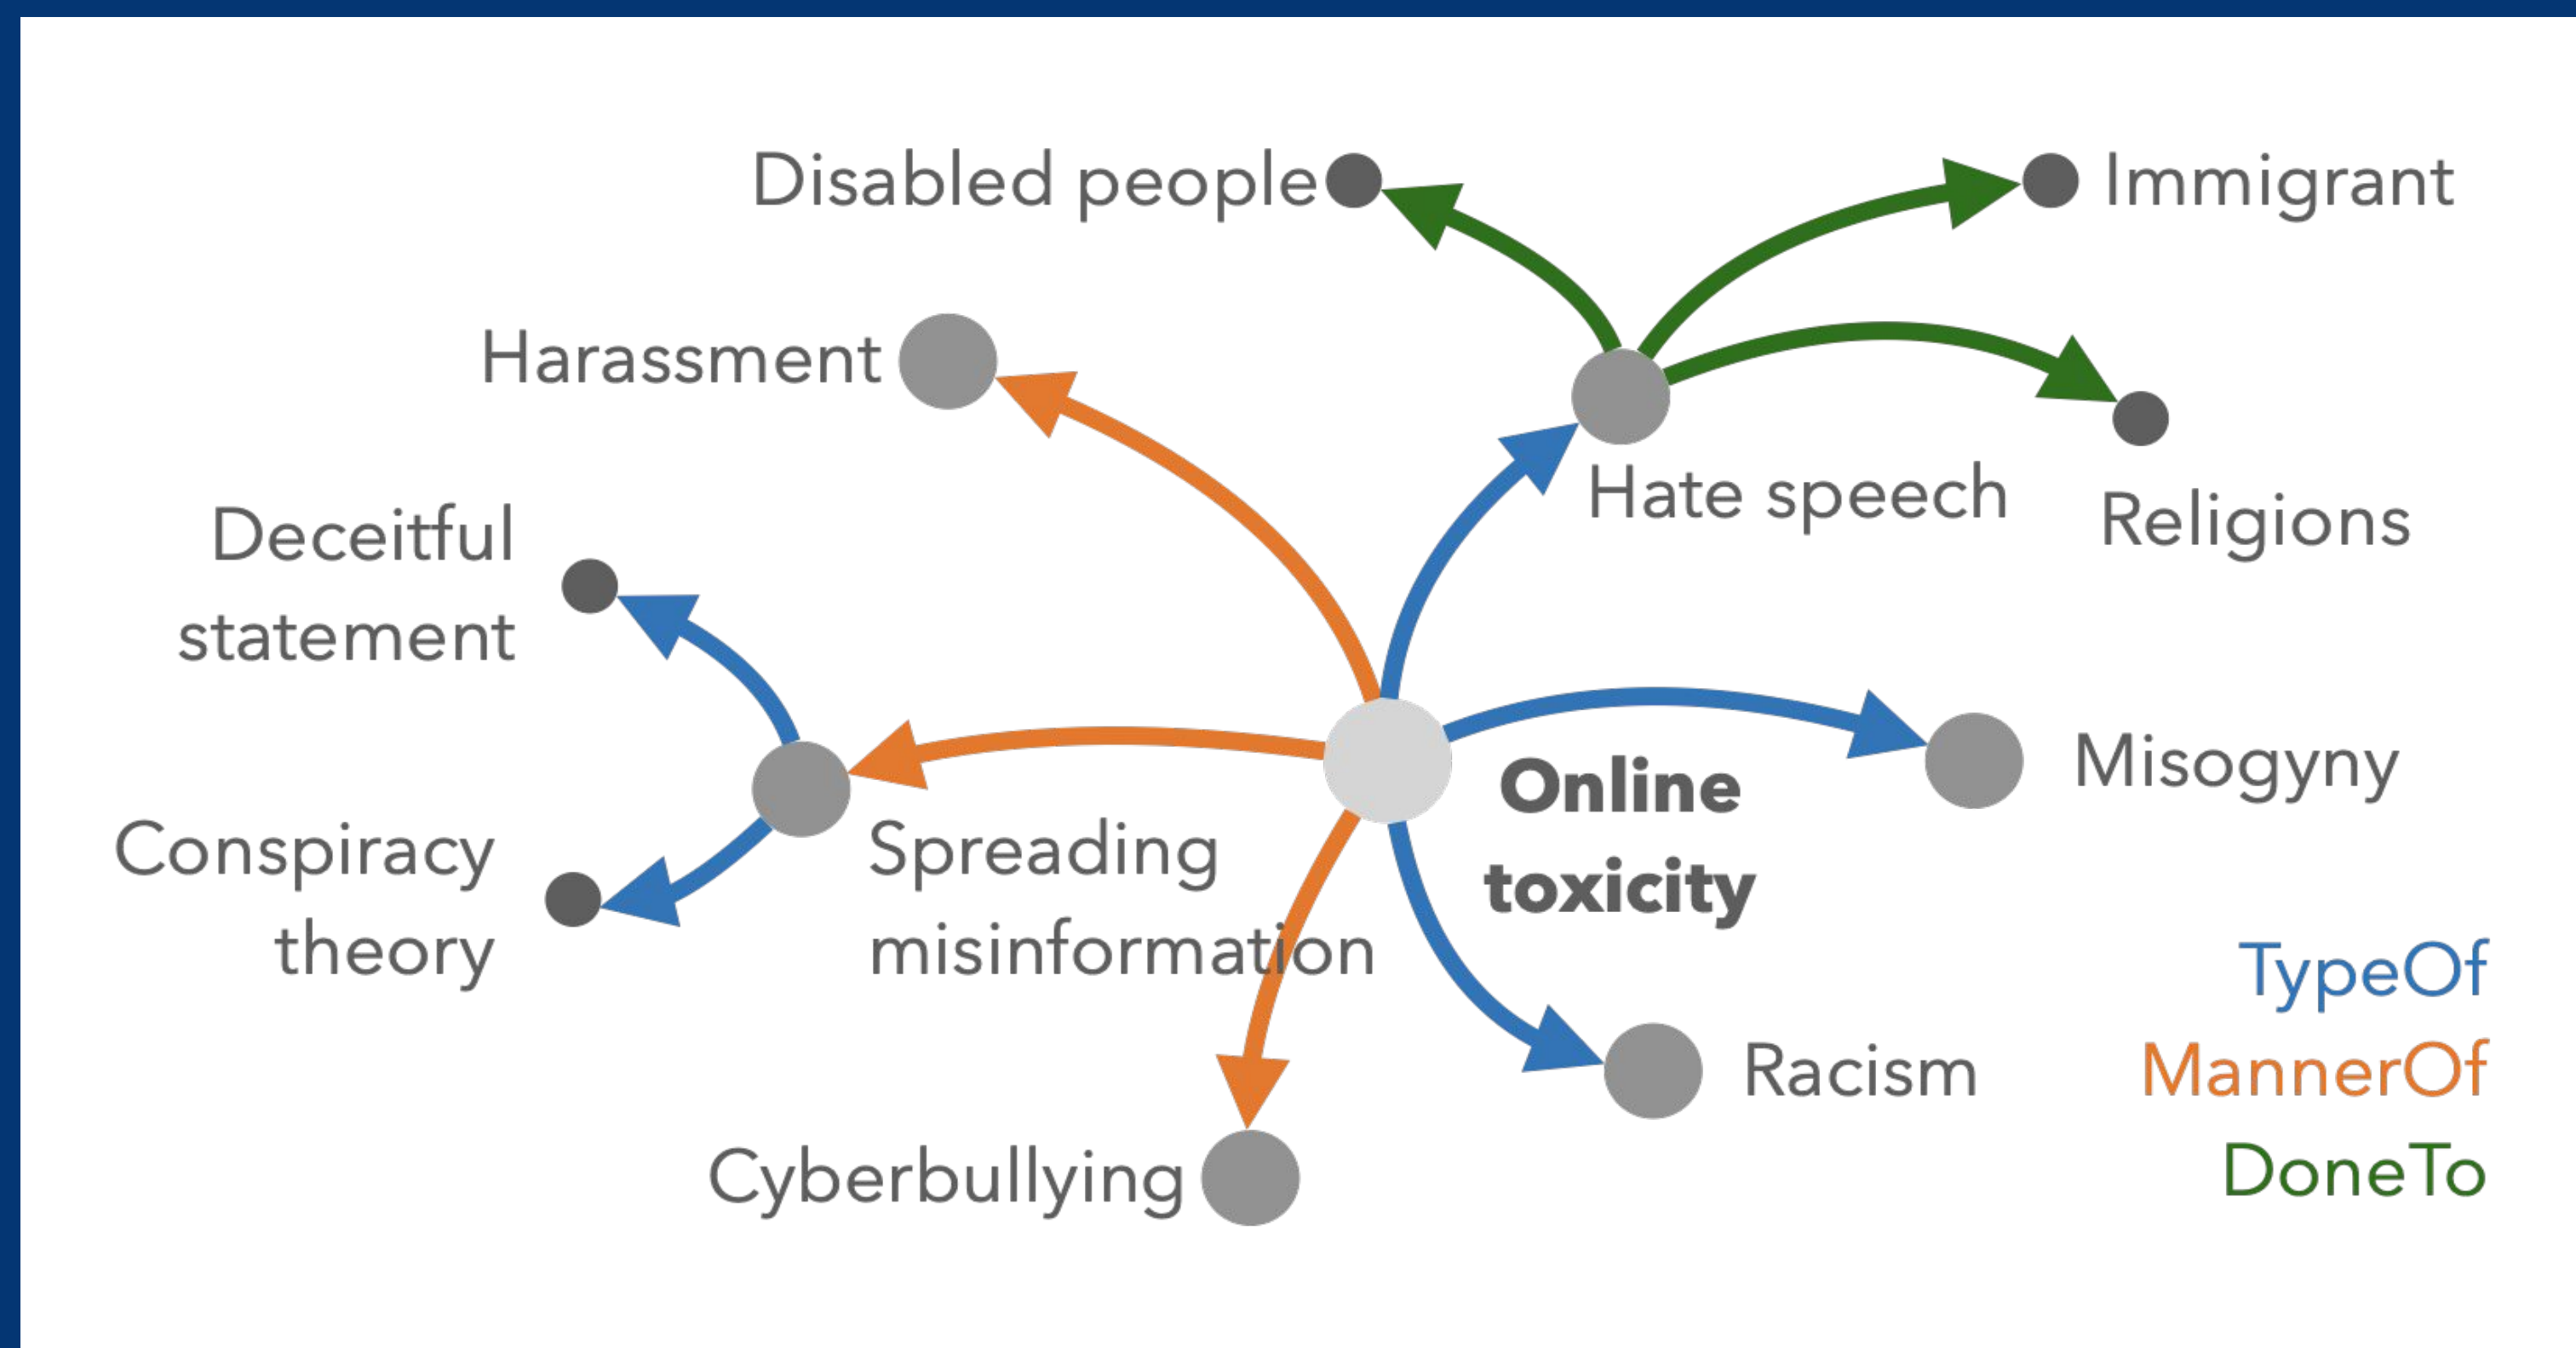 Disabled people
Immigrant
Harassment
Hate speech
Religions
Deceitful
statement
Misogyny
Online
toxicity
Spreading
misinformation
Conspiracy
theory
Racism
Cyberbullying
TypeOf
MannerOf
DoneTo